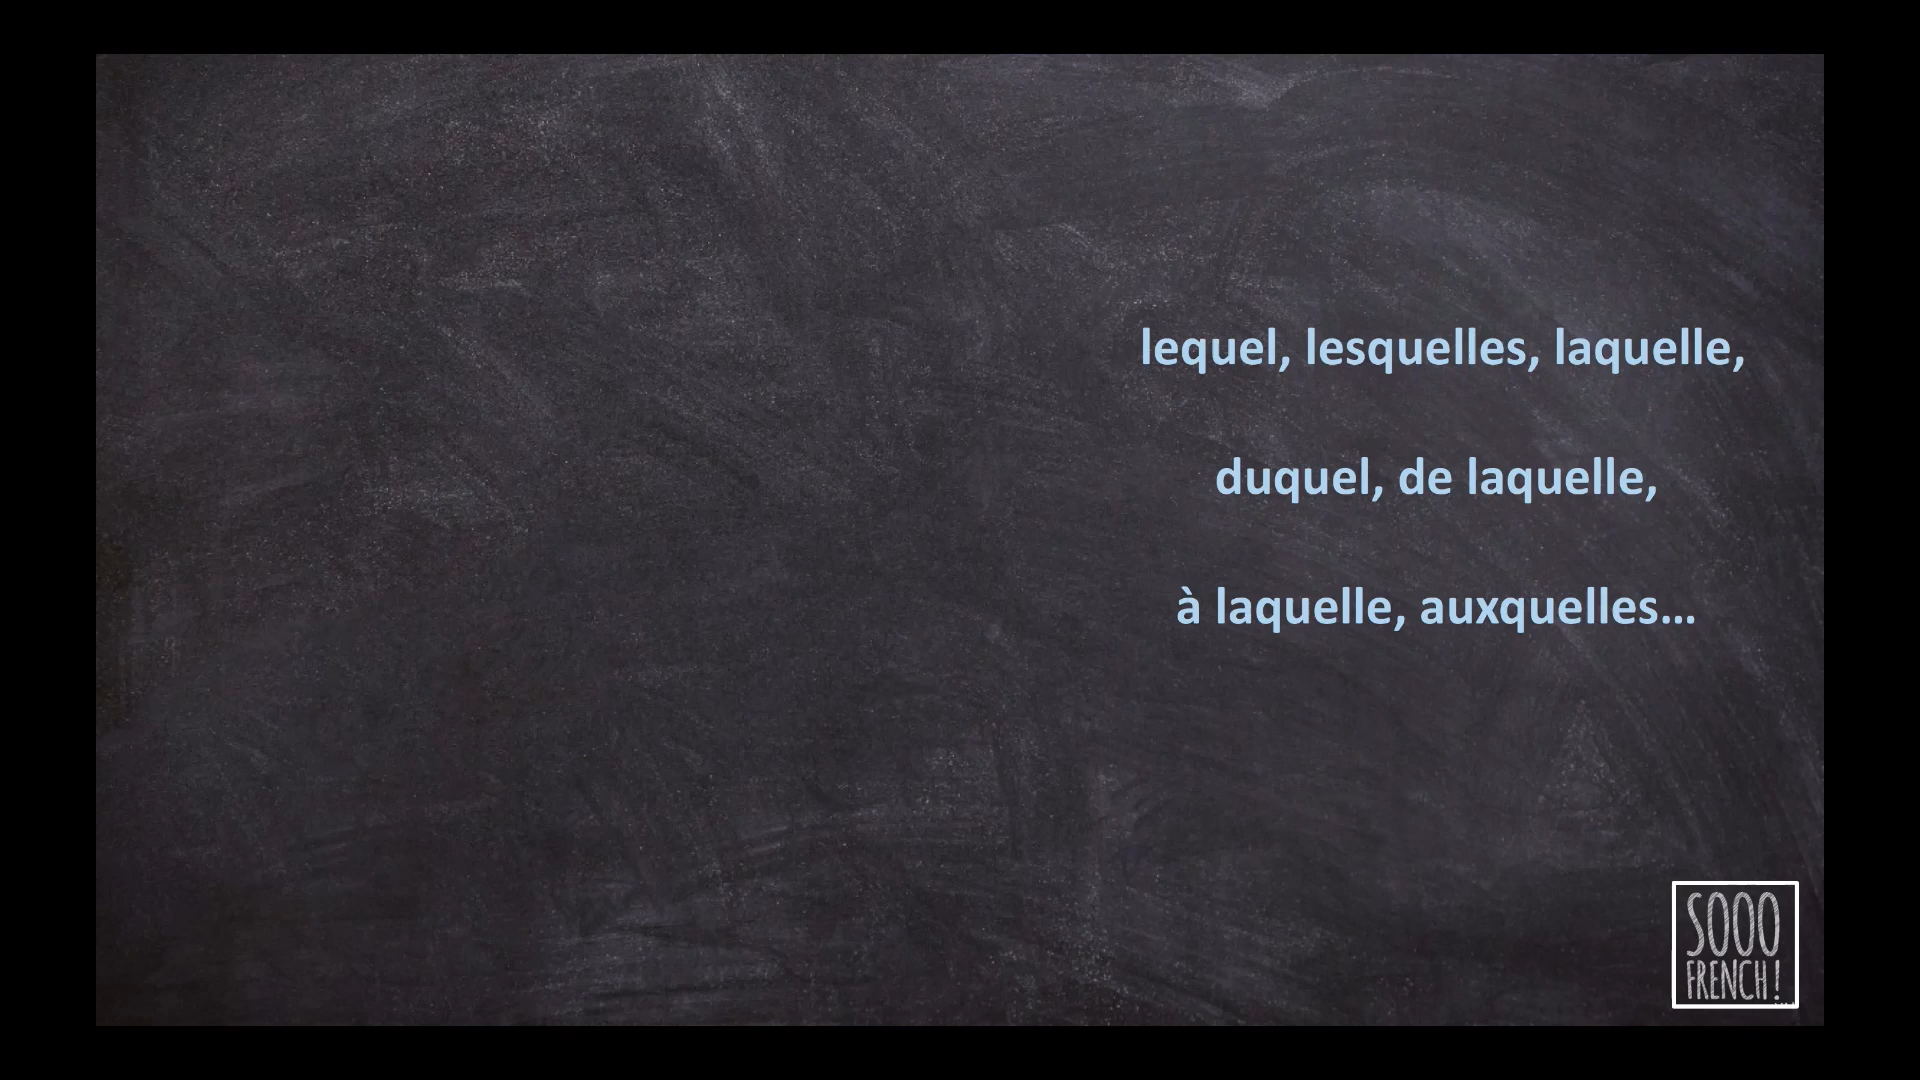 lequel, lesquelles, laquelle,
duquel, de laquelle,
à laquelle, auxquelles...
SOOO
FRENCH!